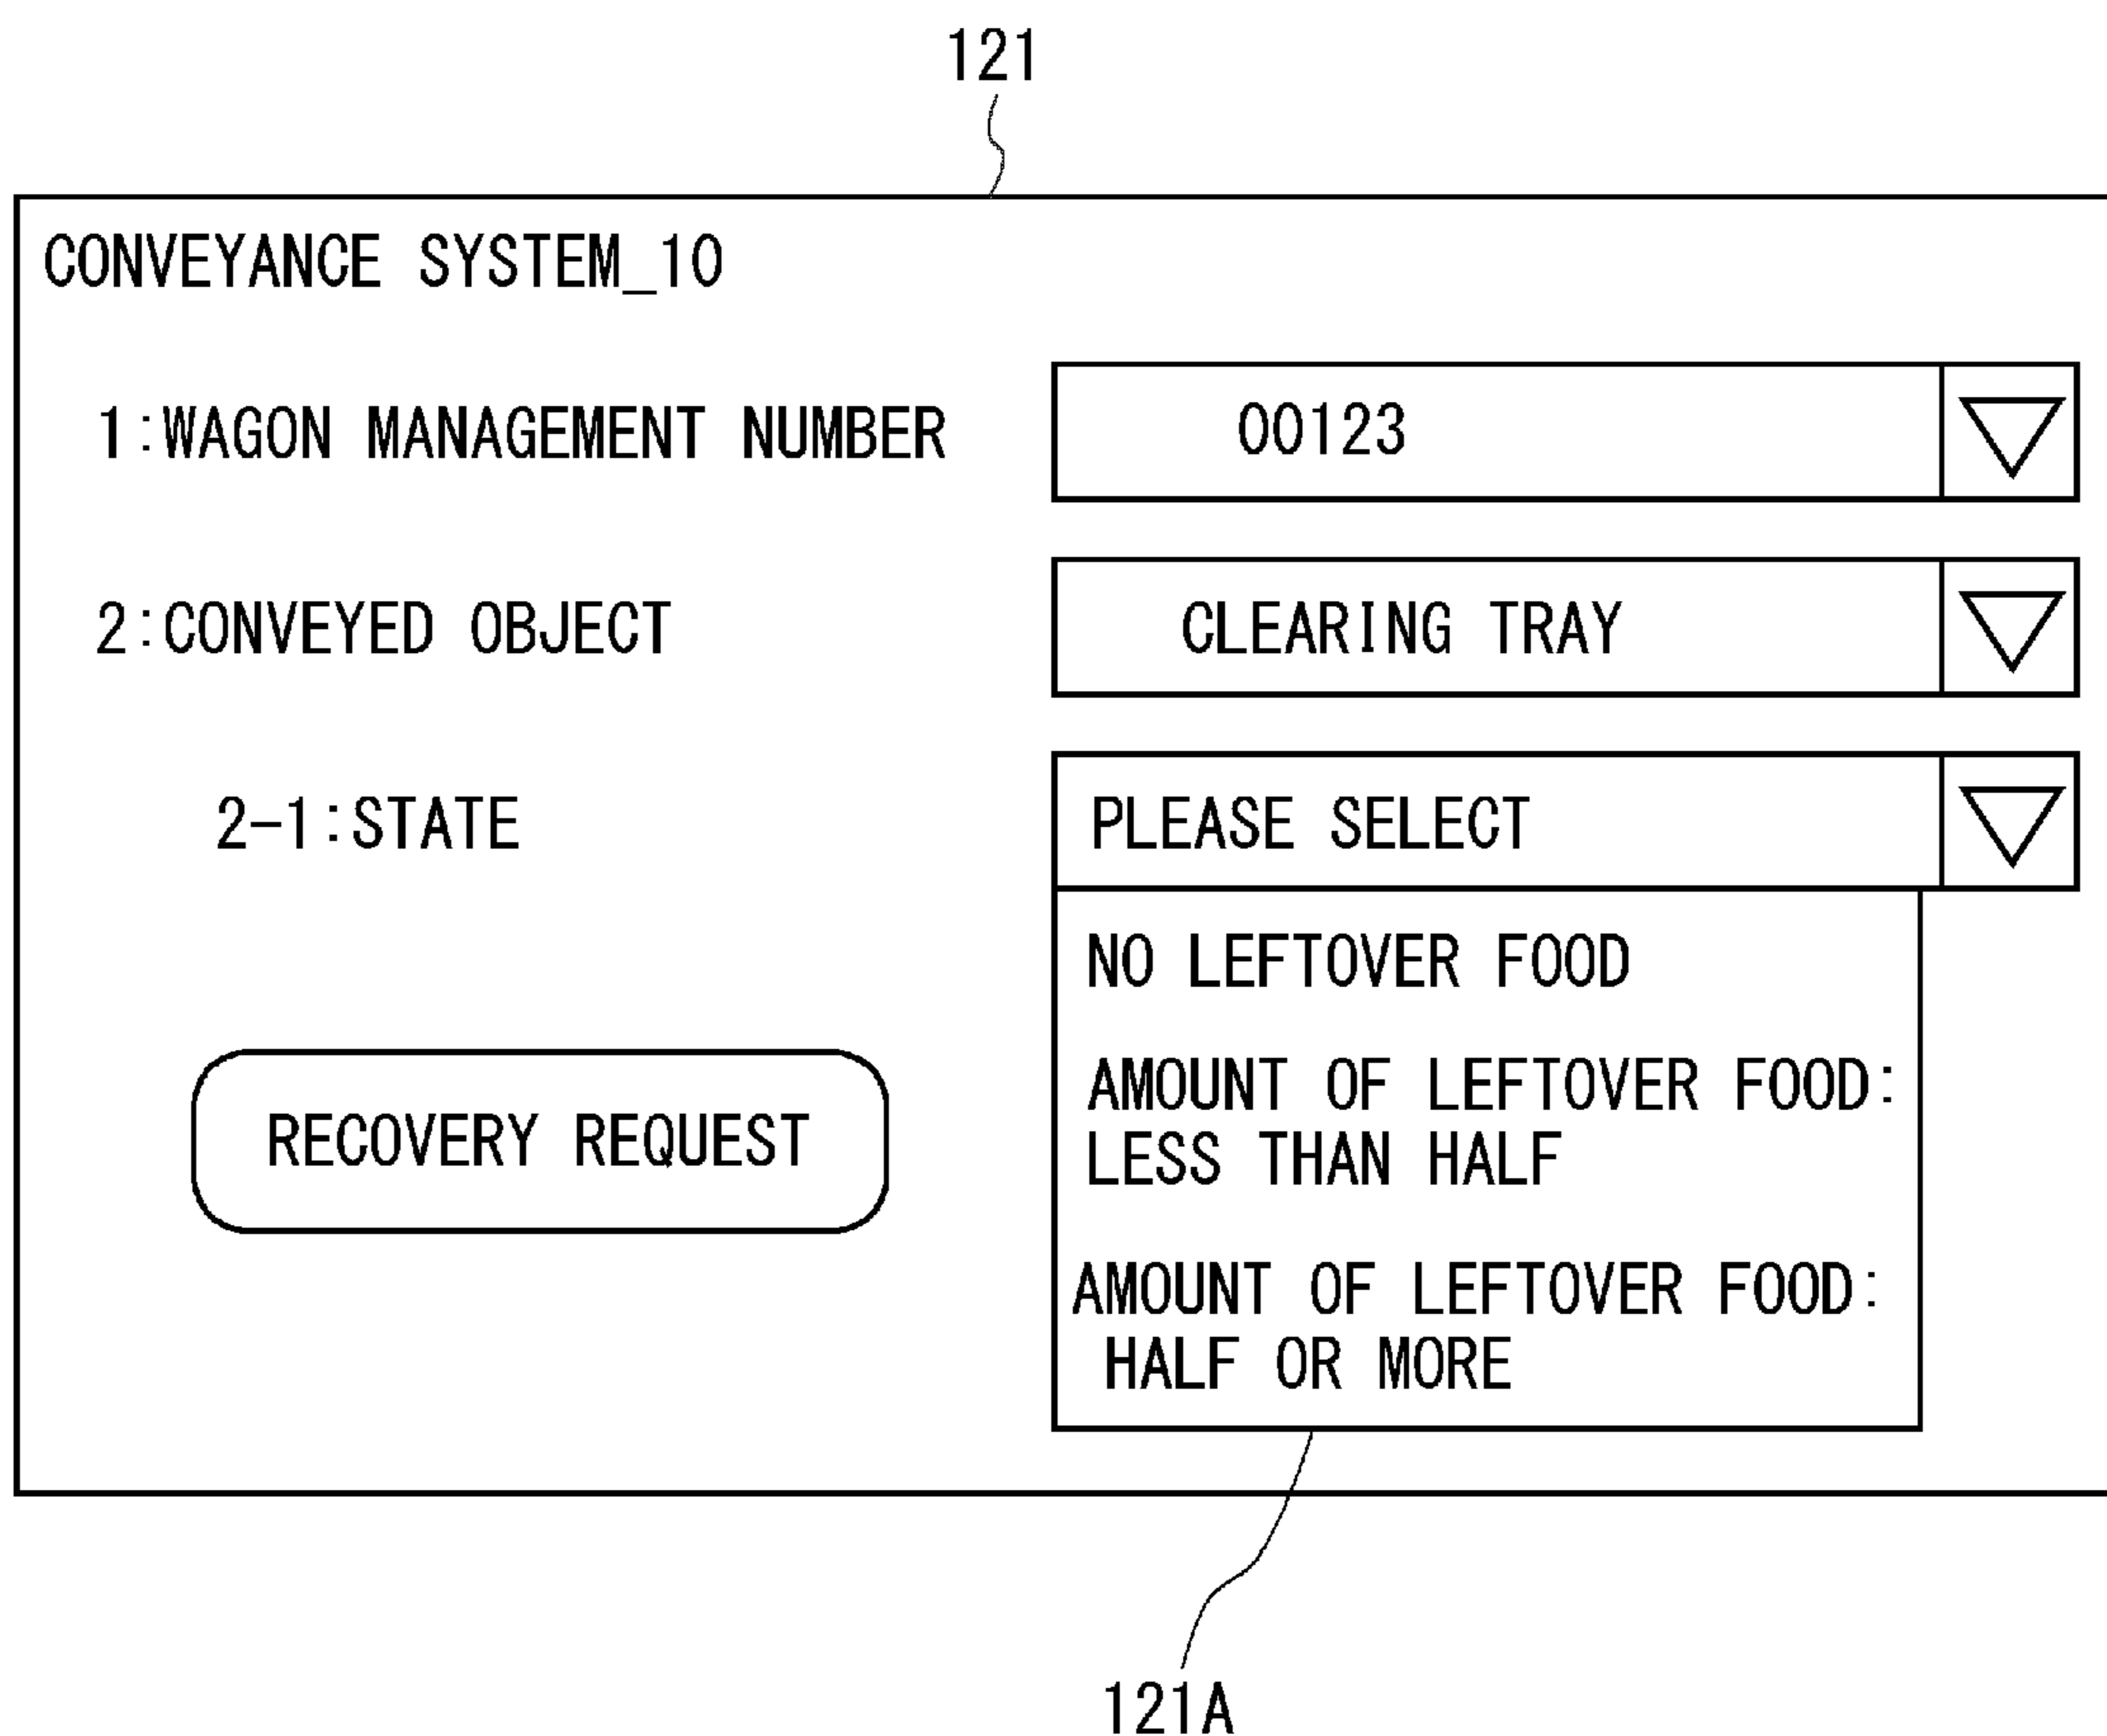 121
CONVEYANCE SYSTEM_10
1:WAGON MANAGEMENT NUMBER
00123
2:CONVEYED OBJECT
CLEARING TRAY
2-1:STATE
PLEASE SELECT
NO LEFTOVER FOOD
AMOUNT OF LEFTOVER FOOD:
LESS THAN HALF
AMOUNT OF LEFTOVER FOOD:
HALF OR MORE
RECOVERY REQUEST
121A